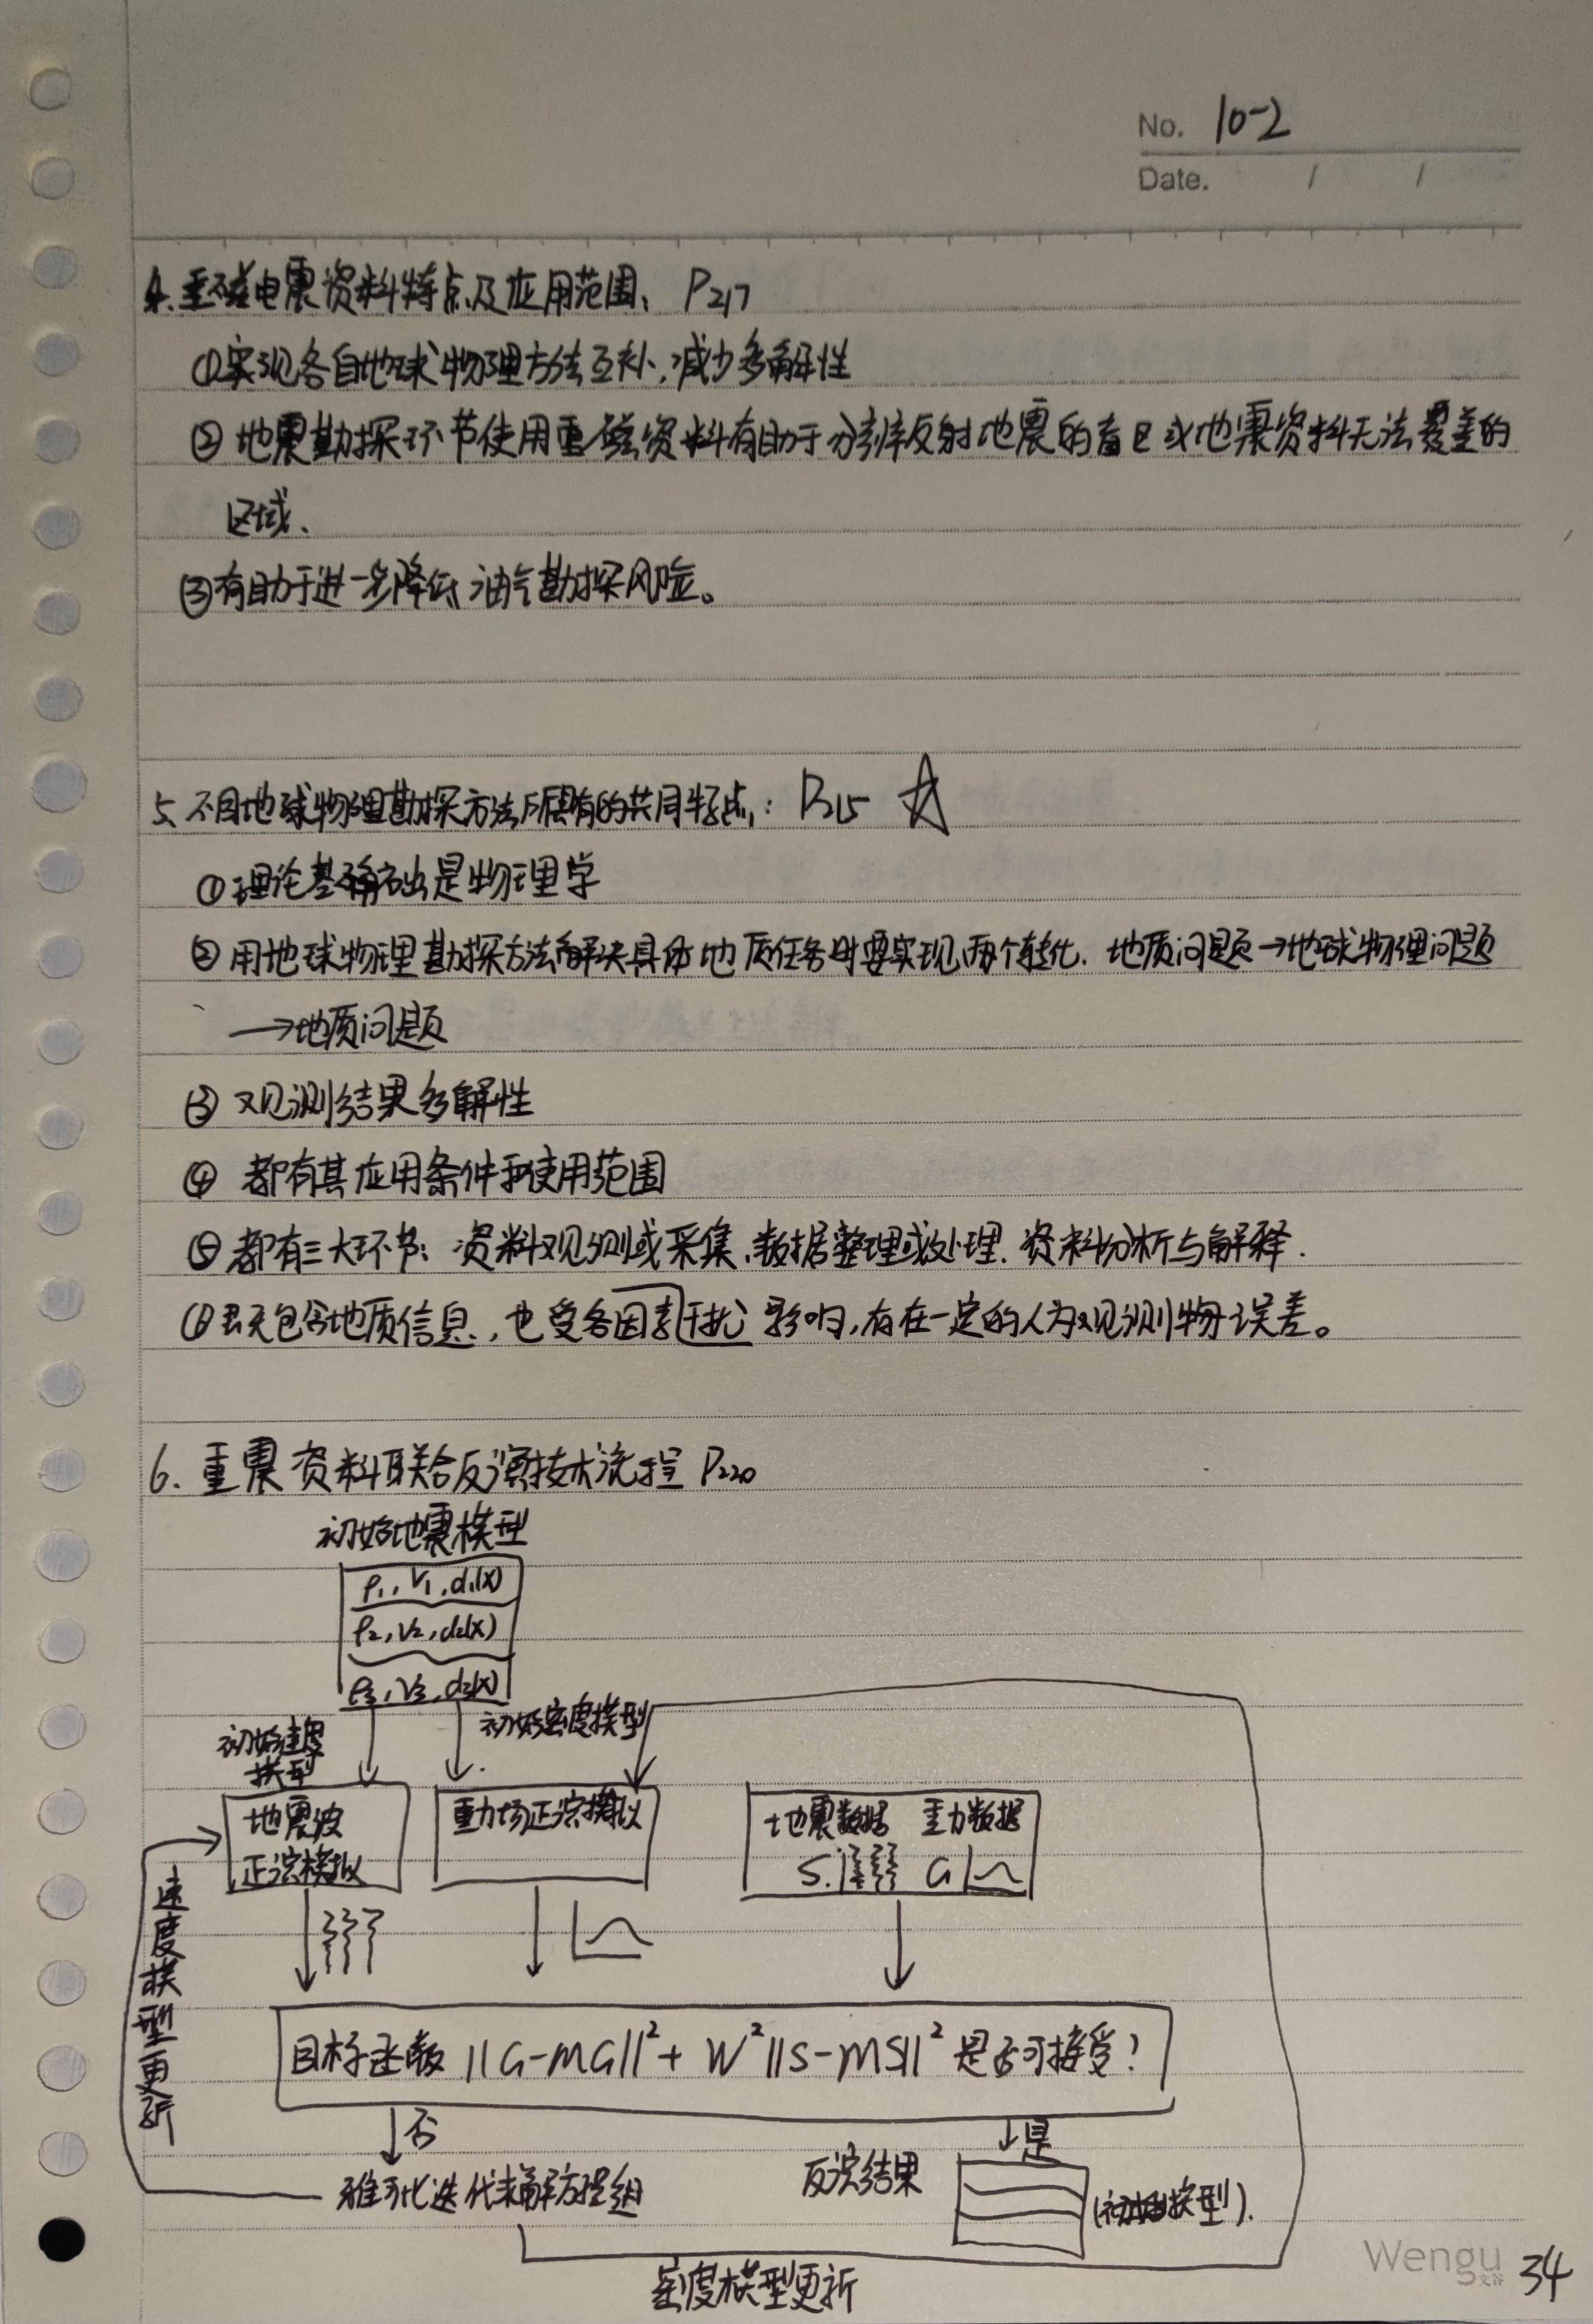 No. 10-2
Date. / /
4.重磁电震资料特点及应用范围、P217
①实现各自地球物理方法互补,减少多解性
②地震勘探环节使用重磁资料有助于分辨反射地震的盲区或地震资料无法覆盖的
区域、
③有助于进一步降低油气勘探风险。
5、不同地球物理勘探方法所具有的共同特点:P215 ☆
①理论基础是物理学
②用地球物理勘探方法解决具体地质任务时要实现两个转化.地质问题→地球物理问题
→地质问题
③观测结果多解性
④都有其应用条件和使用范围
⑤都有三大环节:资料观测或采集、数据整理或处理.资料分析与解释.
包含地质信息,也受各因素干扰影响,存在一定的人为观测误差。
6.重震资料联合反演技术流程 P220
初始地震模型
ρ1,V1,d1(x)
ρ2,V2,d2(x)
ρ3,V3,d3(x)
初始速度
模型
初始密度模型
地震波
正演模拟
重力场正演模拟
地震数据 重力数据
S. G
速度模型更新
目标函数 ||G-MG||²+W²||S-MS||² 是否可接受?
否
是
雅可比迭代求解方程组
反演结果
(初始模型).
密度模型更新
Wengu 文谷
34